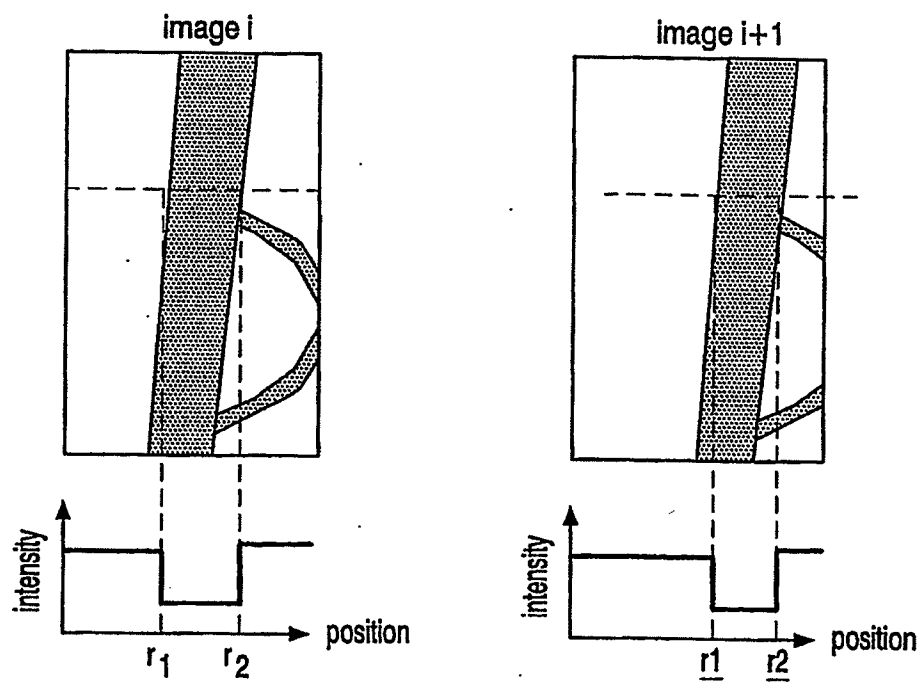 image i
image i+1
intensity
position
r1 r2
intensity
position
r1 r2